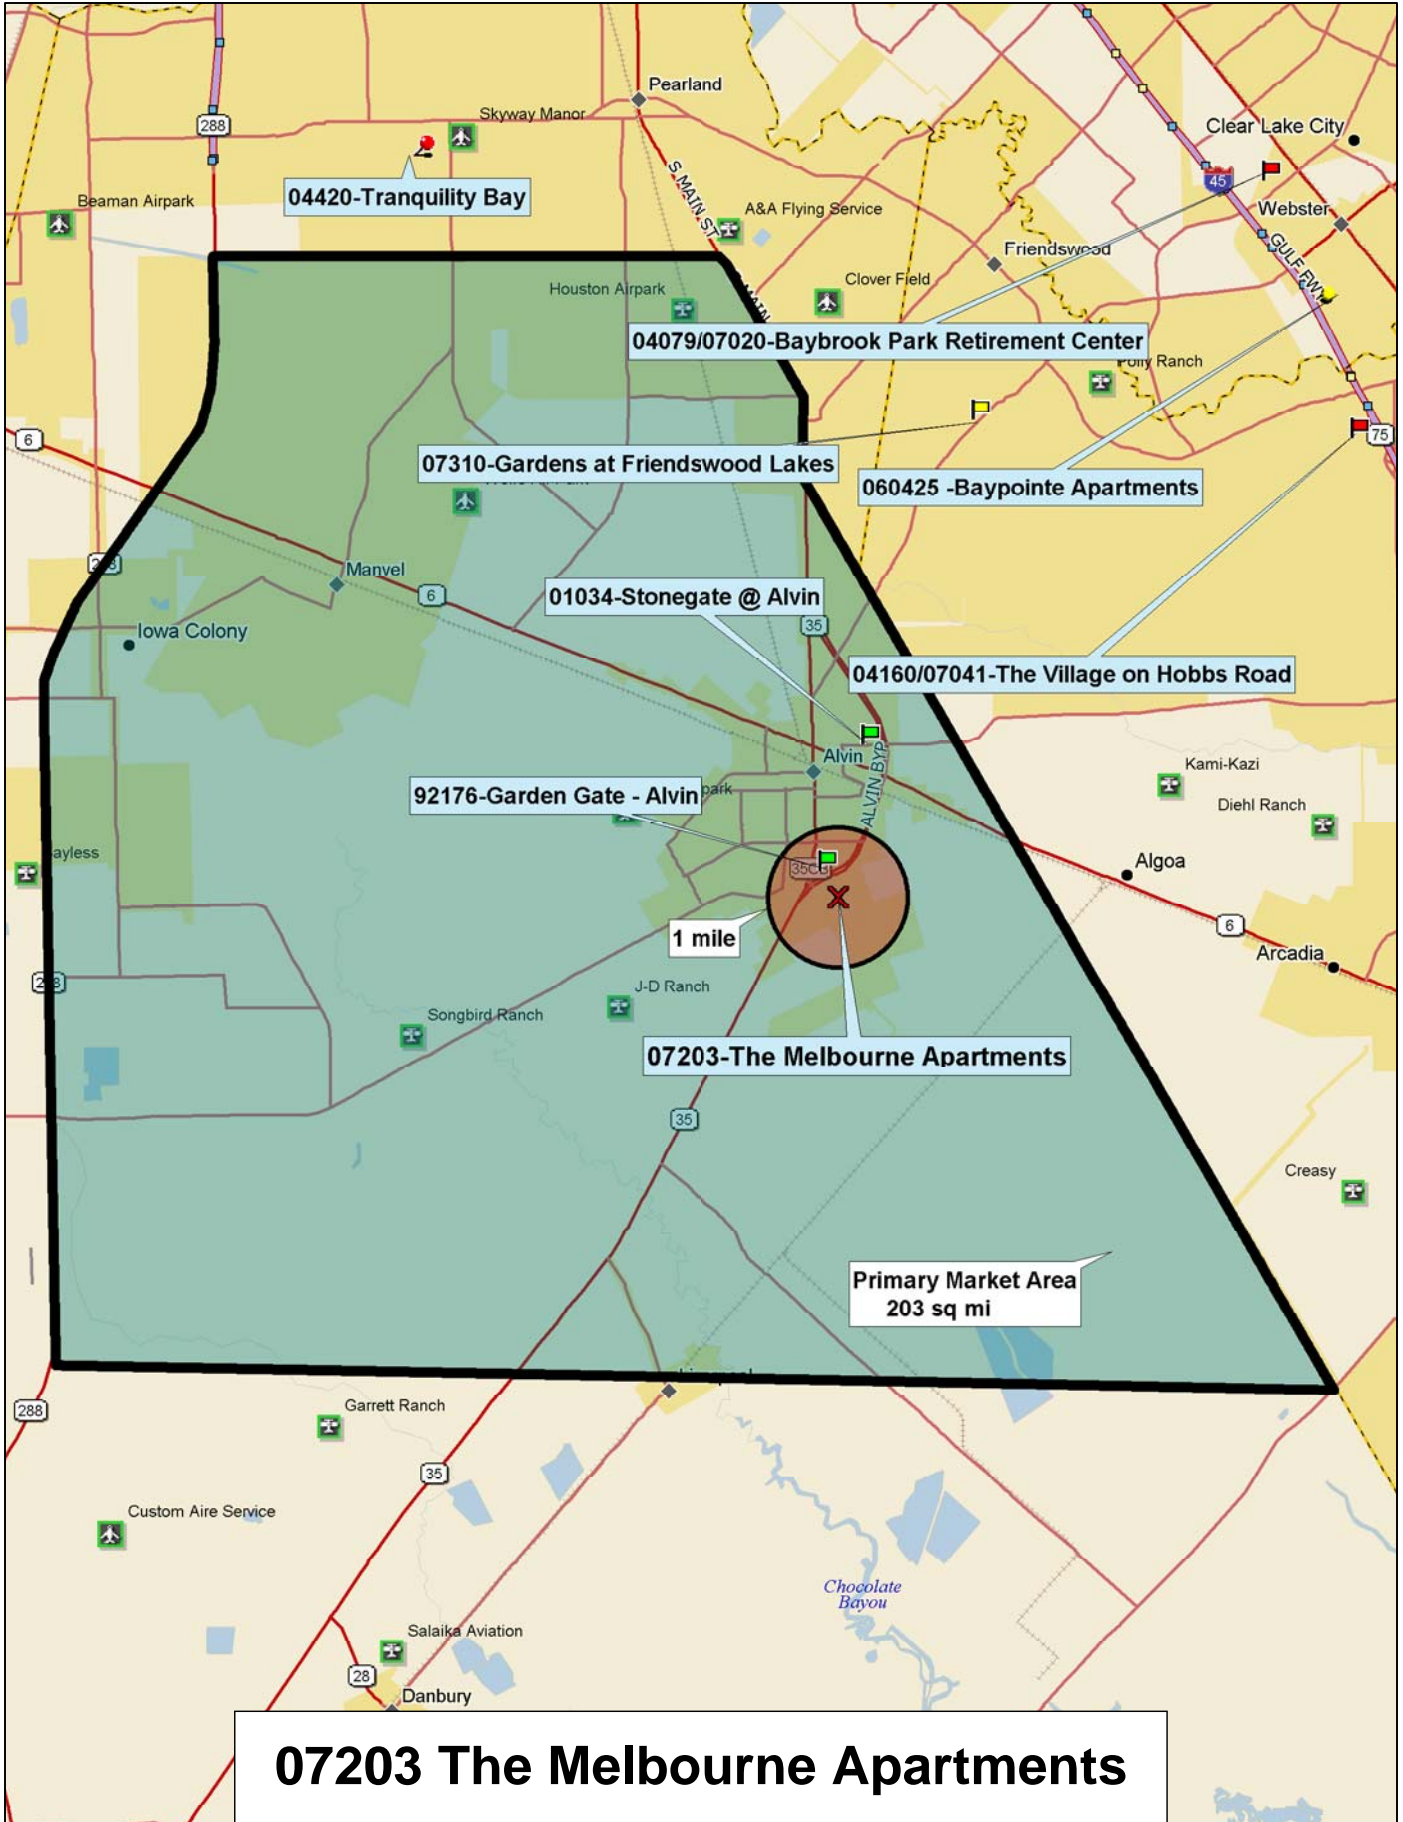 Pearland
Skyway Manor
288
Clear Lake City
04420-Tranquility Bay
S MAIN ST
45
Beaman Airpark
A&A Flying Service
Webster
Friendswood
GULF FWY
Houston Airpark
Clover Field
MAIN
04079/07020-Baybrook Park Retirement Center
Polly Ranch
6
75
07310-Gardens at Friendswood Lakes
060425 -Baypointe Apartments
Manvel
6
01034-Stonegate @ Alvin
35
Iowa Colony
04160/07041-The Village on Hobbs Road
Alvin
ALVIN BYP
Kami-Kazi
92176-Garden Gate - Alvin
park
Diehl Ranch
ayless
Algoa
1 mile
6
Arcadia
J-D Ranch
Songbird Ranch
07203-The Melbourne Apartments
35
Creasy
Primary Market Area
203 sq mi
288
Garrett Ranch
35
Custom Aire Service
Chocolate
Bayou
Salaika Aviation
28
Danbury
07203 The Melbourne Apartments